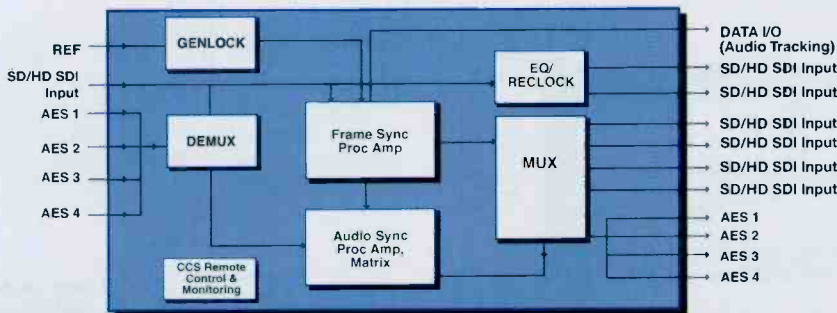 REF
SD/HD SDI
Input
AES 1
AES 2
AES 3
AES 4
GENLOCK
DEMUX
CCS Remote
Control &
Monitoring
Frame Sync
Proc Amp
Audio Sync
Proc Amp,
Matrix
EQ/
RECLOCK
MUX
DATA I/O
(Audio Tracking)
SD/HD SDI Input
SD/HD SDI Input
SD/HD SDI Input
SD/HD SDI Input
SD/HD SDI Input
SD/HD SDI Input
AES 1
AES 2
AES 3
AES 4